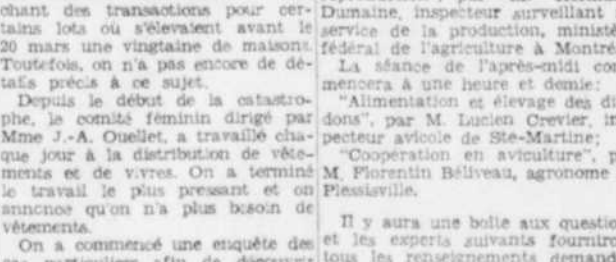 chant des transactions pour cer-
tains lots où s'élevaient avant le
20 mars une vingtaine de maisons.
Toutefois, on n'a pas encore de dé-
tails précis à ce sujet.
Depuis le début de la catastro-
phe, le comité féminin dirigé par
Mme J.-A. Ouellet, a travaillé cha-
que jour à la distribution de vête-
ments et de vivres. On a terminé
le travail le plus pressant et on
annonce qu'on n'a plus besoin de
vêtements.
On a commencé une enquête des
cas particuliers afin de découvrir
Dumaine, inspecteur surveillant
service de la production, ministè
fédéral de l'agriculture à Montré
La séance de l'après-midi com
mencera à une heure et demie:
"Alimentation et élevage des di
dons", par M. Lucien Crevier, in
pecteur avicole de Ste-Martine;
"Coopération en aviculture", p
M. Florentin Béliveau, agronome
Plessisville.
Il y aura une boîte aux question
et les experts suivants fourniro
tous les renseignements demand